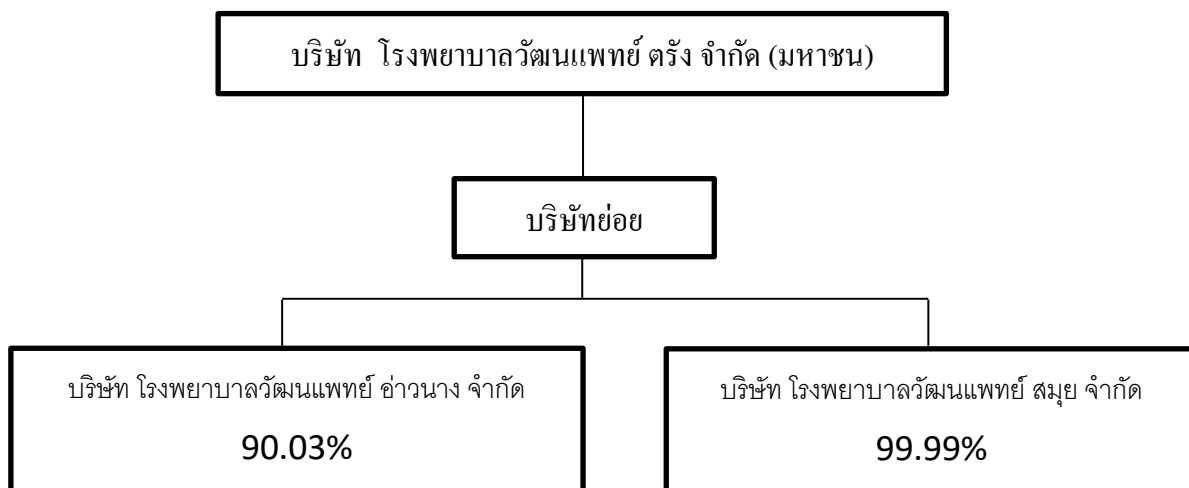 บริษัท โรงพยาบาลวัฒนแพทย์ ตรัง จำกัด (มหาชน)
บริษัทย่อย
บริษัท โรงพยาบาลวัฒนแพทย์ อ่าวนาง จำกัด
90.03%
บริษัท โรงพยาบาลวัฒนแพทย์ สมุย จำกัด
99.99%